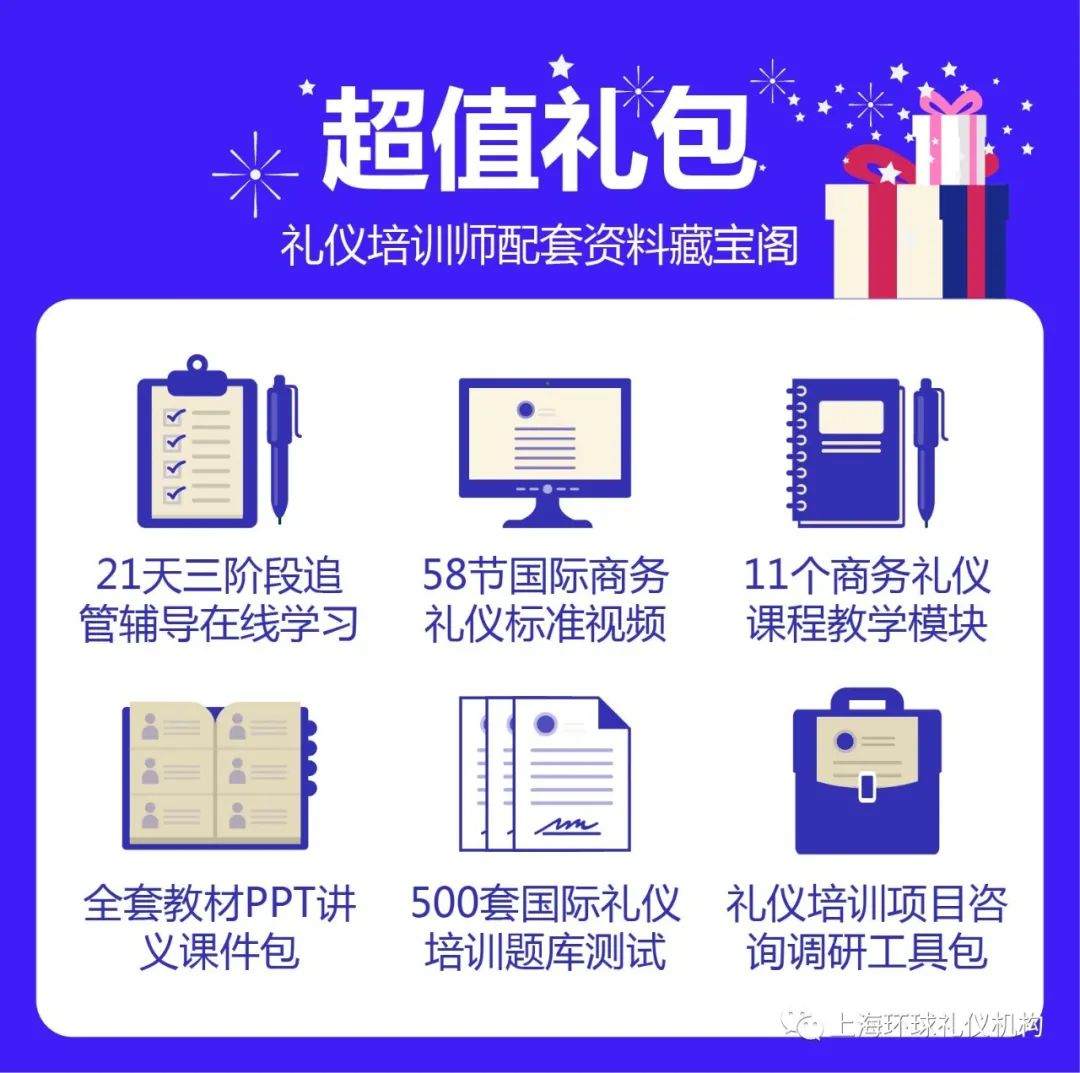 超值礼包
礼仪培训师配套资料藏宝阁
21天三阶段追
管辅导在线学习
58节国际商务
礼仪标准视频
11个商务礼仪
课程教学模块
全套教材PPT讲
义课件包
500套国际礼仪
培训题库测试
礼仪培训项目咨
询调研工具包
上海环球礼仪机构